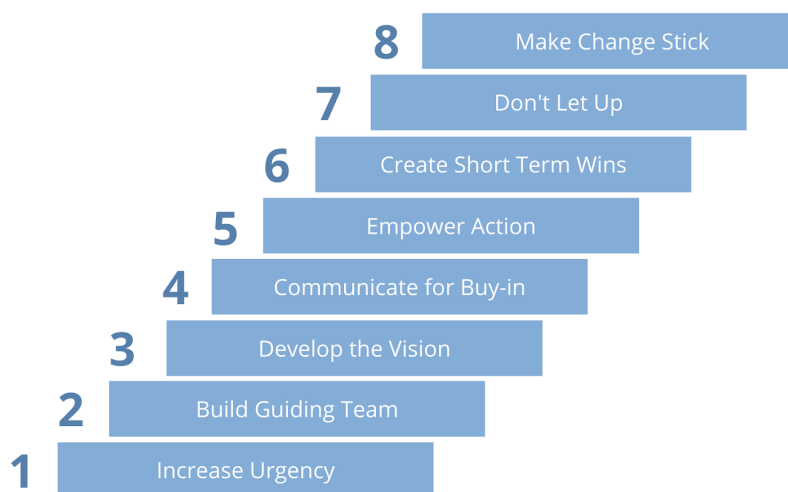 8 Make Change Stick
7 Don't Let Up
6 Create Short Term Wins
5 Empower Action
4 Communicate for Buy-in
3 Develop the Vision
2 Build Guiding Team
1 Increase Urgency